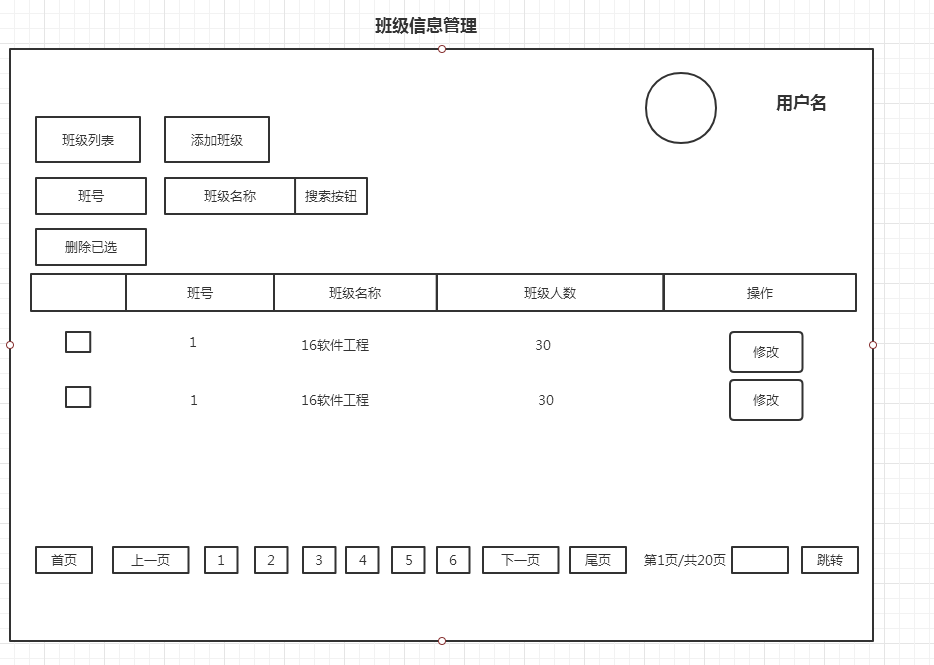 班级信息管理
用户名
班级列表 添加班级
班号 班级名称 搜索按钮
删除已选
班号 班级名称 班级人数 操作
1 16软件工程 30 修改
1 16软件工程 30 修改
首页 上一页 1 2 3 4 5 6 下一页 尾页 第1页/共20页 跳转